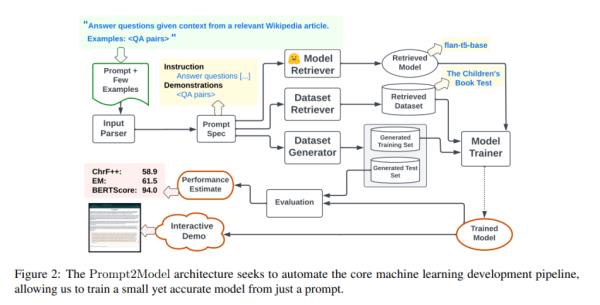 "Answer questions given context from a relevant Wikipedia article.
Examples: <QA pairs> "
Prompt +
Few
Examples
Instruction
Answer questions [...]
Demonstrations
<QA pairs>
Input
Parser
Prompt
Spec
Model
Retriever
Dataset
Retriever
Dataset
Generator
Retrieved
Model
flan-t5-base
Retrieved
Dataset
The Children's
Book Test
Generated
Training Set
Generated Test
Set
Model
Trainer
ChrF++: 58.9
EM: 61.5
BERTScore: 94.0
Performance
Estimate
Evaluation
Interactive
Demo
Trained
Model
Figure 2: The Prompt2Model architecture seeks to automate the core machine learning development pipeline,
allowing us to train a small yet accurate model from just a prompt.